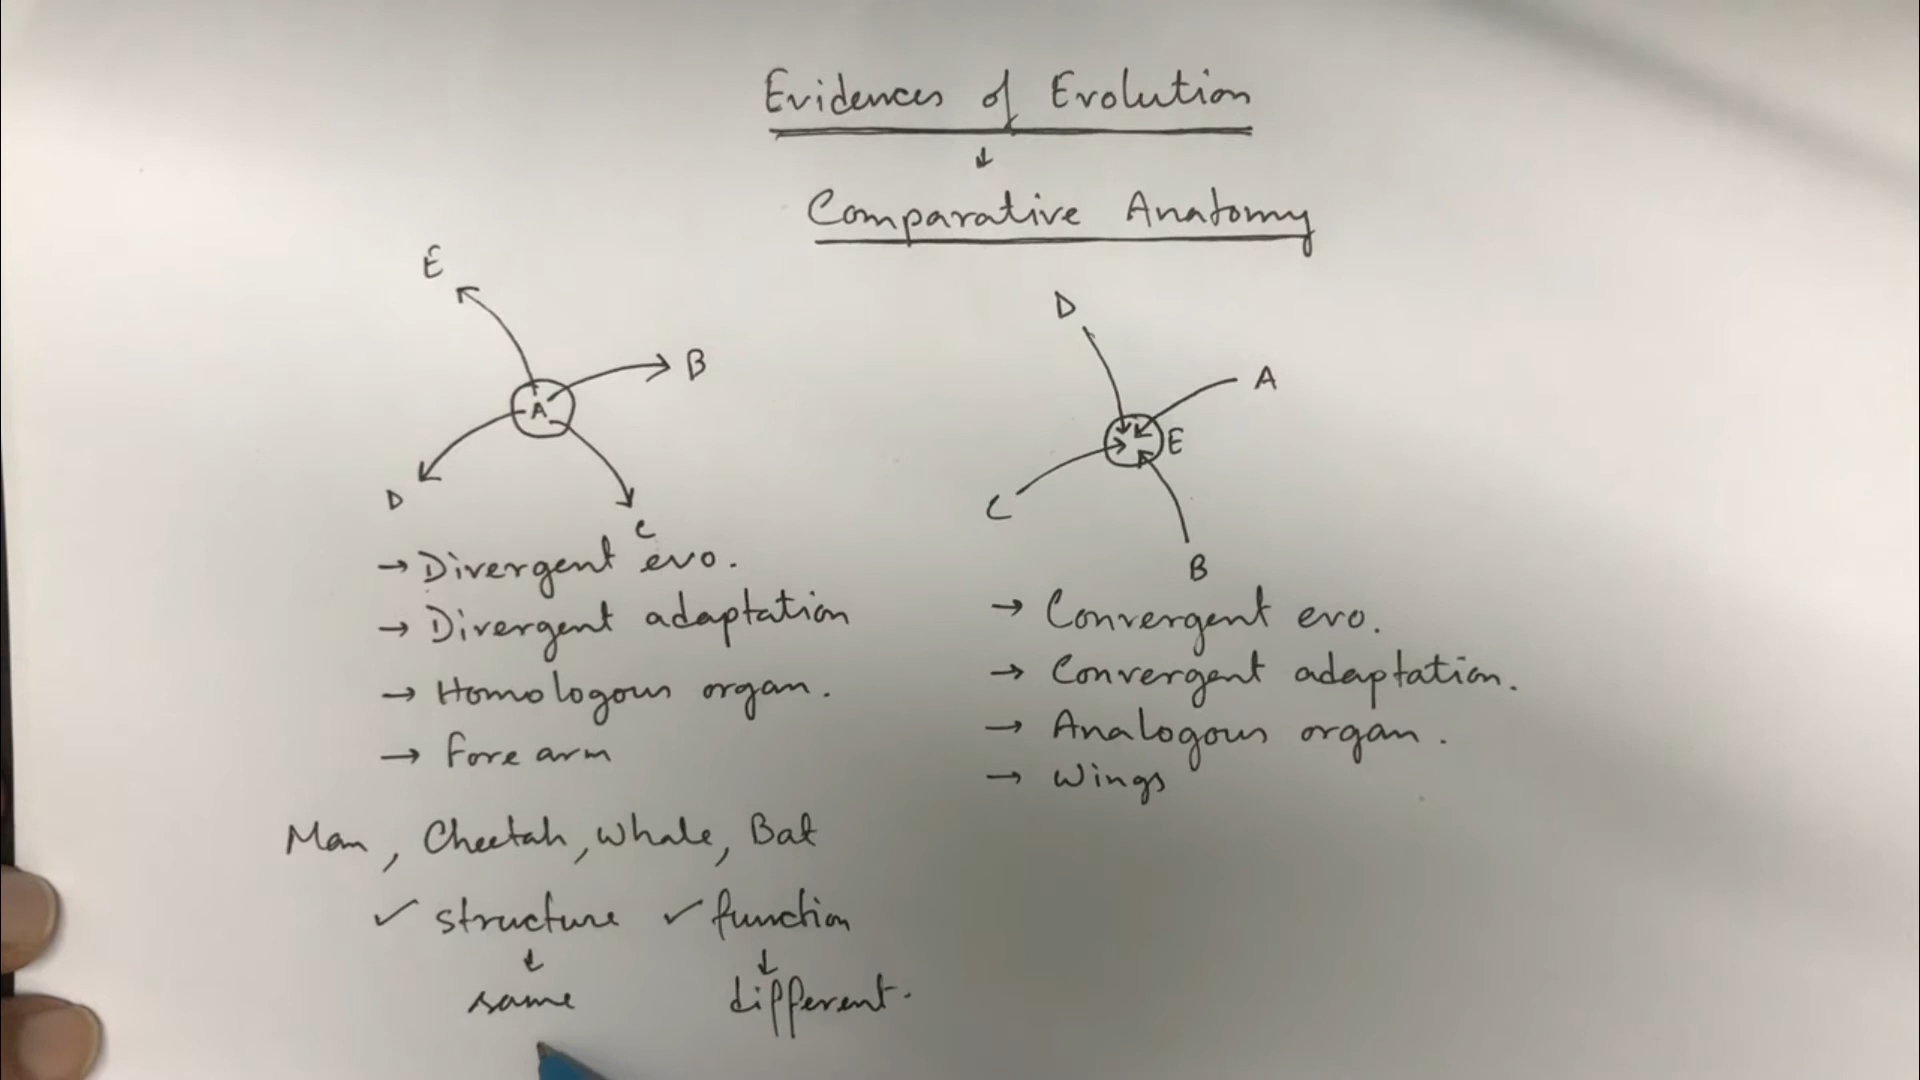 Evidences of Evolution
↓
Comparative Anatomy
E
B
A
D
C
→ Divergent evo.
→ Divergent adaptation
→ Homologous organ.
→ Fore arm
Man, Cheetah, Whale, Bat
✓ structure ✓ function
↓ ↓
same different.
D
A
E
C
B
→ Convergent evo.
→ Convergent adaptation.
→ Analogous organ.
→ Wings